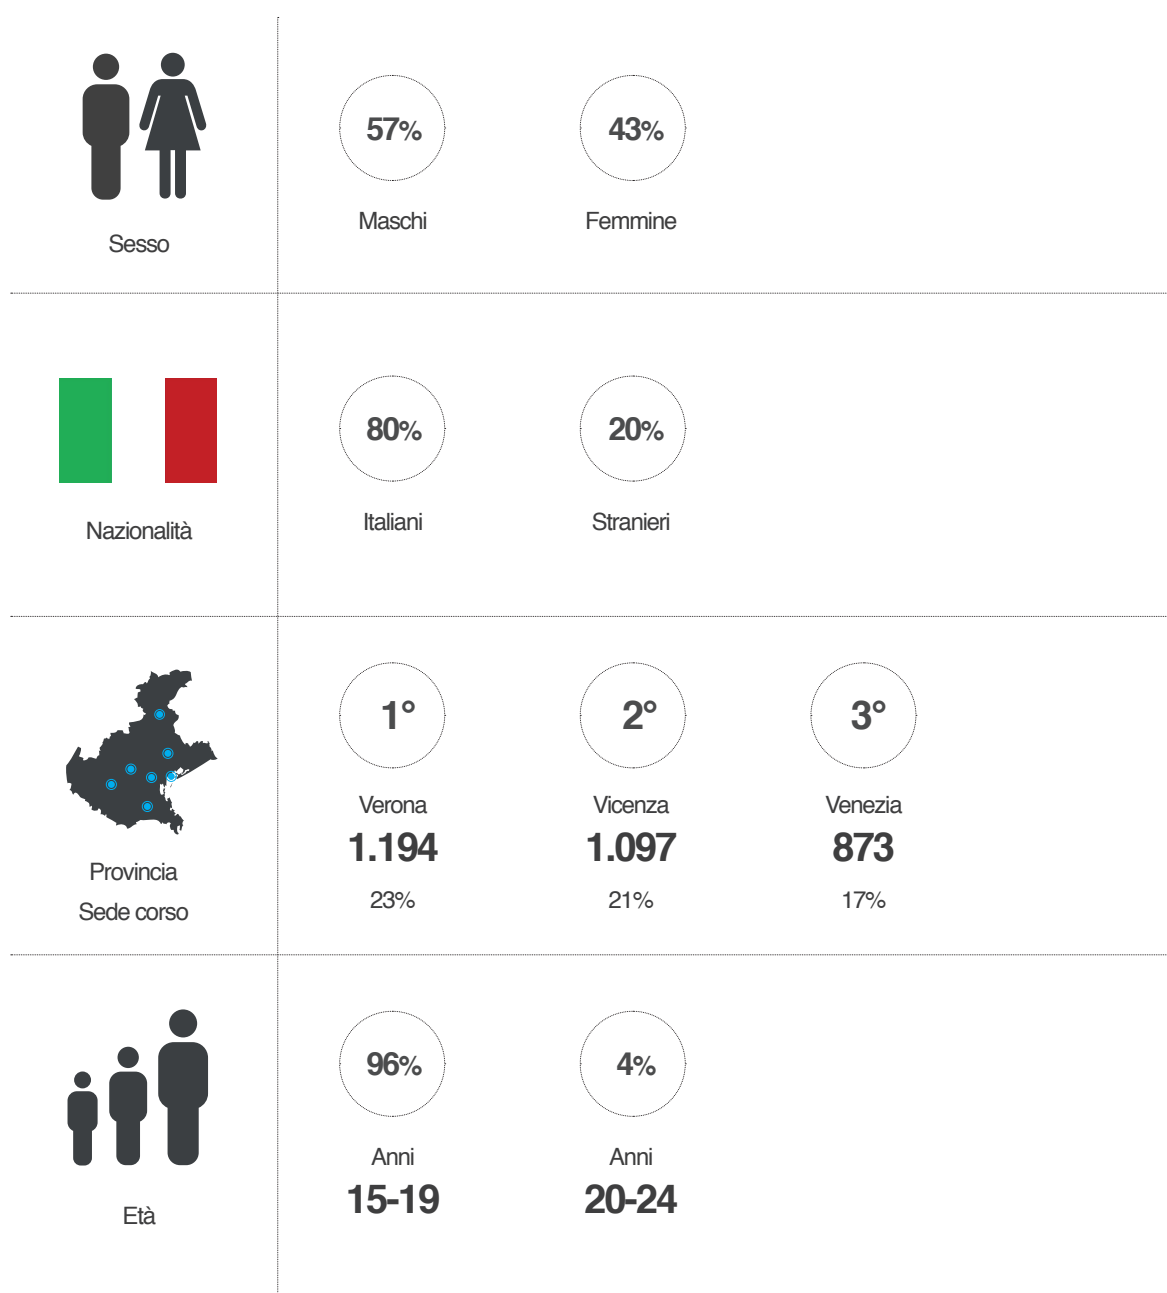 57%
43%
Maschi
Femmine
Sesso
80%
20%
Italiani
Stranieri
Nazionalità
1°
2°
3°
Verona
Vicenza
Venezia
1.194
1.097
873
23%
21%
17%
Provincia
Sede corso
96%
4%
Anni
Anni
15-19
20-24
Età